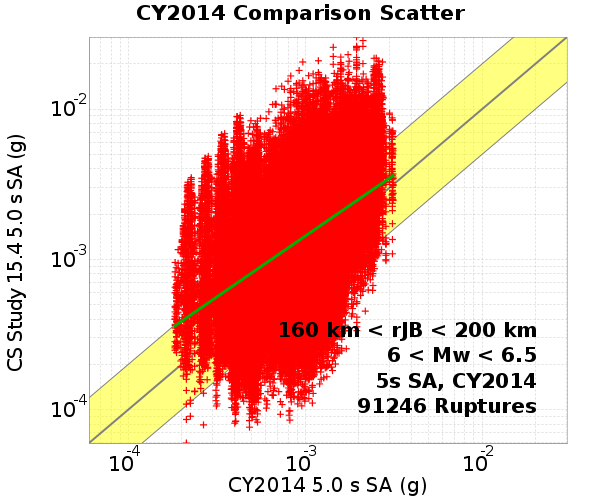 CY2014 Comparison Scatter
CS Study 15.4 5.0 s SA (g)
10-2
10-3
10-4
160 km < rJB < 200 km
6 < Mw < 6.5
5s SA, CY2014
91246 Ruptures
10-4 10-3 10-2
CY2014 5.0 s SA (g)